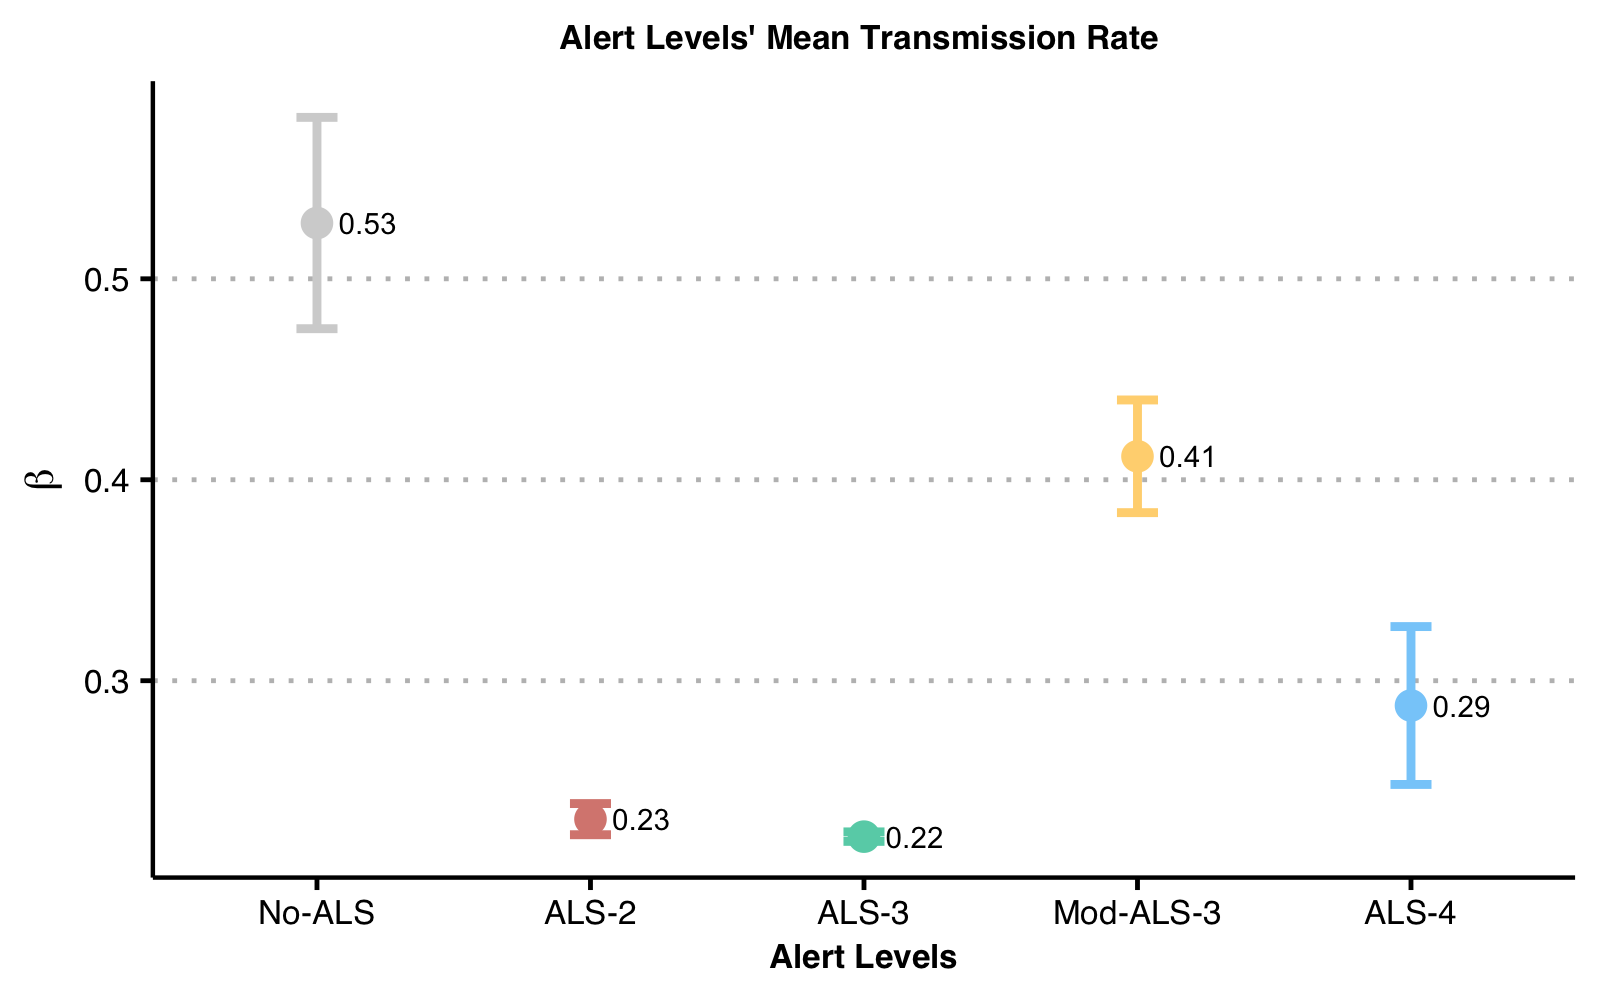 Alert Levels' Mean Transmission Rate
0.53
0.5
0.41
0.4
β
0.3
0.29
0.23
0.22
No-ALS ALS-2 ALS-3 Mod-ALS-3 ALS-4
Alert Levels